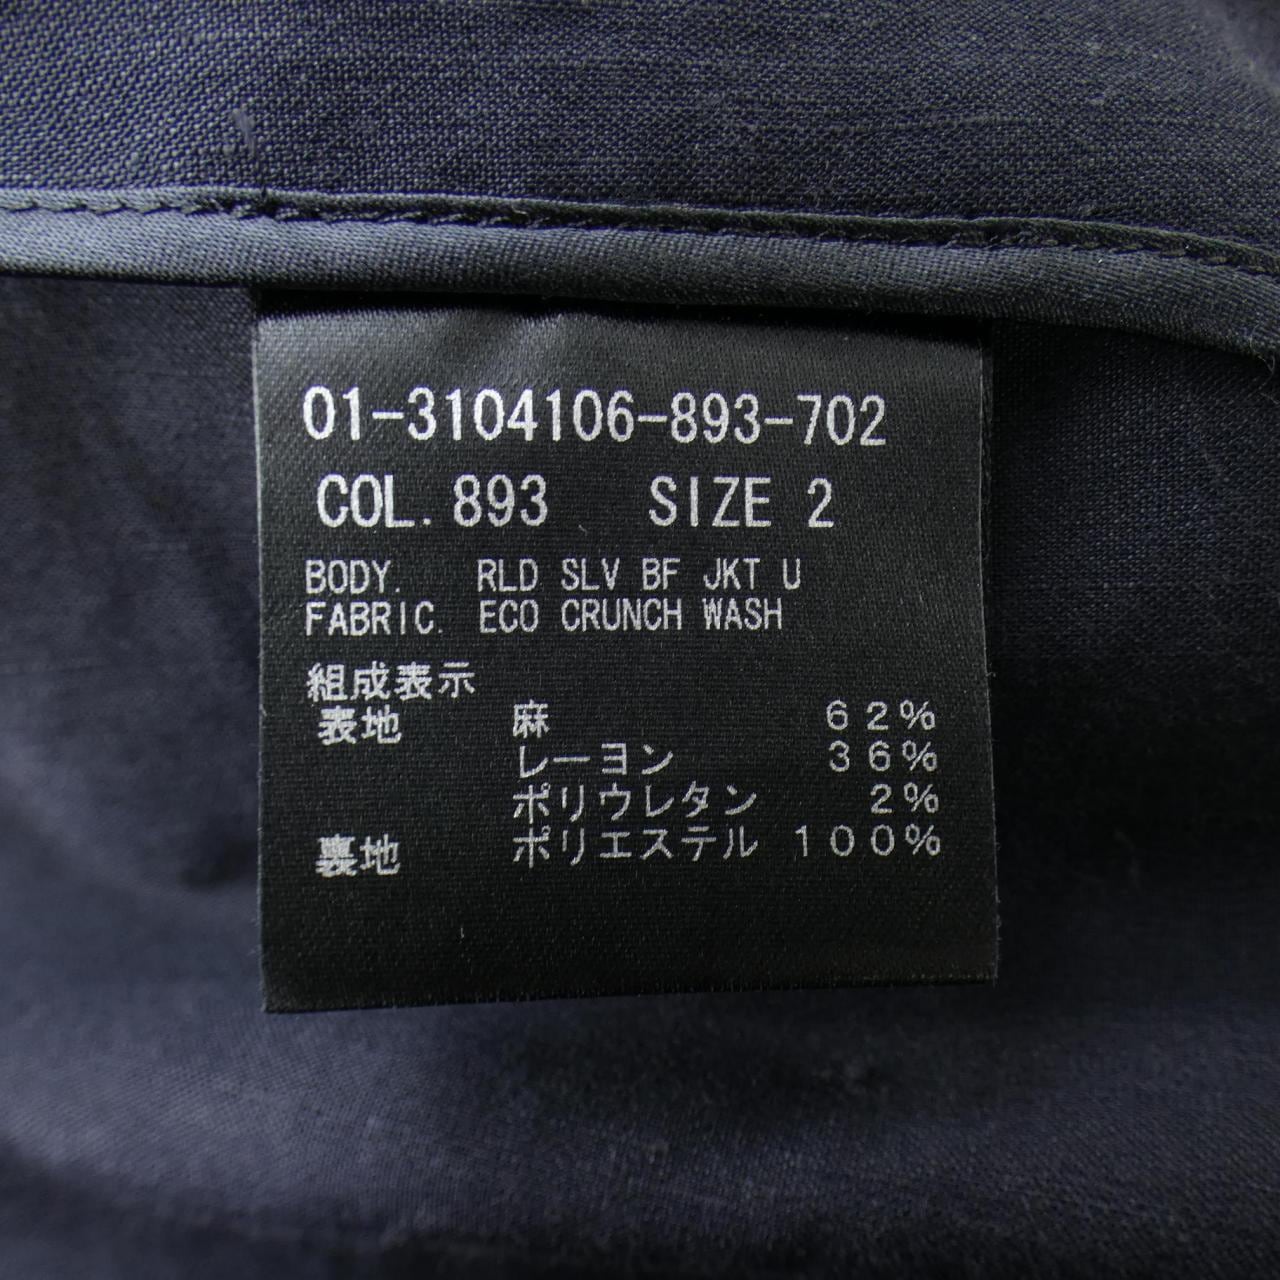 01-3104106-893-702
COL. 893 SIZE 2
BODY. RLD SLV BF JKT U
FABRIC. ECO CRUNCH WASH
組成表示
表地 麻 62%
レーヨン 36%
ポリウレタン 2%
裏地 ポリエステル 100%